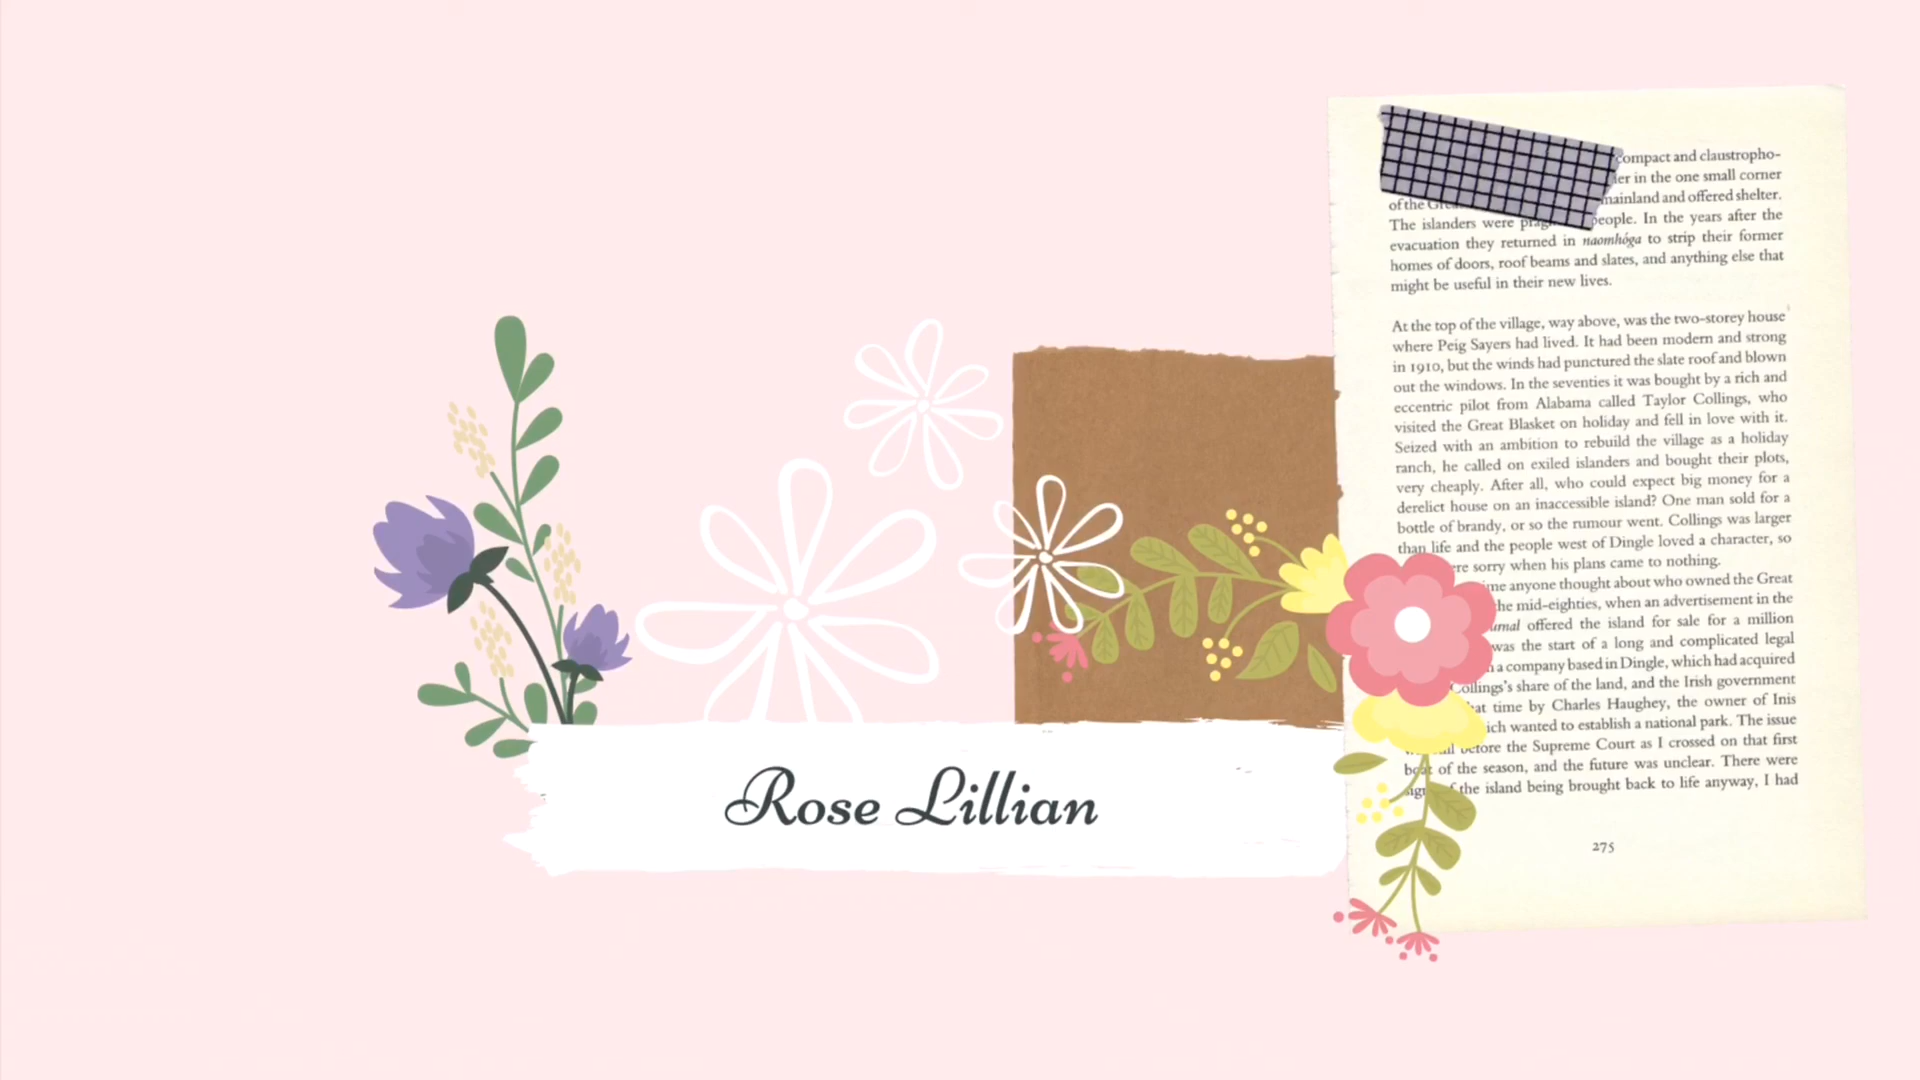 Rose Lillian
compact and claustropho-
in the one small corner
of the mainland and offered shelter.
The islanders were people. In the years after the
evacuation they returned in naomhóga to strip their former
homes of doors, roof beams and slates, and anything else that
might be useful in their new lives.
At the top of the village, way above, was the two-storey house
where Peig Sayers had lived. It had been modern and strong
in 1910, but the winds had punctured the slate roof and blown
out the windows. In the seventies it was bought by a rich and
eccentric pilot from Alabama called Taylor Collings, who
visited the Great Blasket on holiday and fell in love with it.
Seized with an ambition to rebuild the village as a holiday
ranch, he called on exiled islanders and bought their plots,
very cheaply. After all, who could expect big money for a
derelict house on an inaccessible island? One man sold for a
bottle of brandy, or so the rumour went. Collings was larger
than life and the people west of Dingle loved a character, so
sorry when his plans came to nothing.
anyone thought about who owned the Great
the mid-eighties, when an advertisement in the
offered the island for sale for a million
was the start of a long and complicated legal
a company based in Dingle, which had acquired
Collings's share of the land, and the Irish government
time by Charles Haughey, the owner of Inis
wanted to establish a national park. The issue
before the Supreme Court as I crossed on that first
boat of the season, and the future was unclear. There were
the island being brought back to life anyway, I had
275